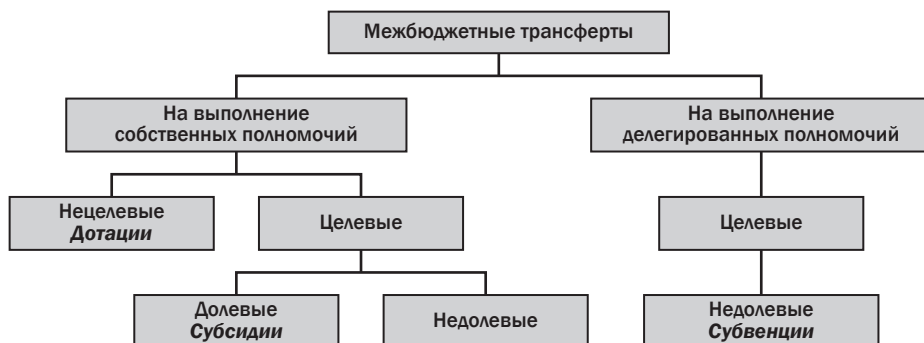 Межбюджетные трансферты
На выполнение
собственных полномочий
На выполнение
делегированных полномочий
Нецелевые
Дотации
Целевые
Целевые
Долевые
Субсидии
Недолевые
Недолевые
Субвенции